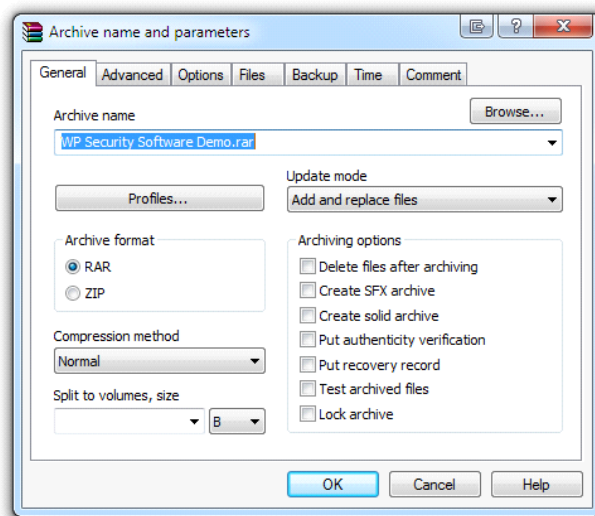 Archive name and parameters
General Advanced Options Files Backup Time Comment
Archive name
Browse...
WP Security Software Demo.rar
Update mode
Profiles...
Add and replace files
Archive format
Archiving options
RAR
Delete files after archiving
ZIP
Create SFX archive
Create solid archive
Compression method
Put authenticity verification
Normal
Put recovery record
Split to volumes, size
Test archived files
B
Lock archive
OK Cancel Help